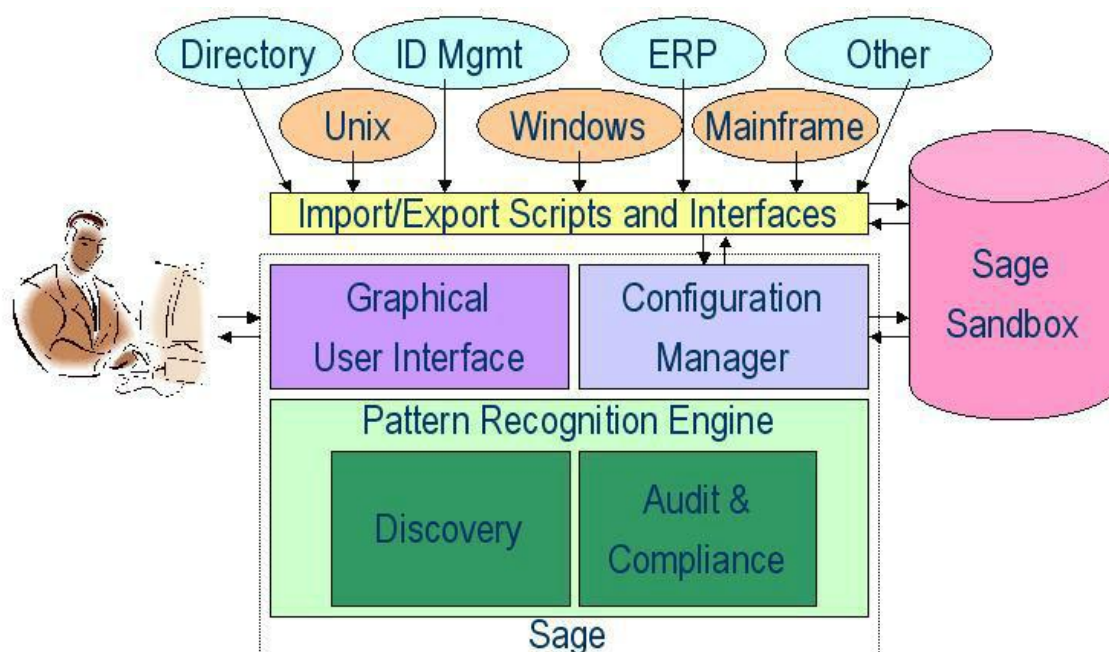 Directory
ID Mgmt
ERP
Other
Unix
Windows
Mainframe
Import/Export Scripts and Interfaces
Graphical
User Interface
Configuration
Manager
Sage
Sandbox
Pattern Recognition Engine
Discovery
Audit &
Compliance
Sage